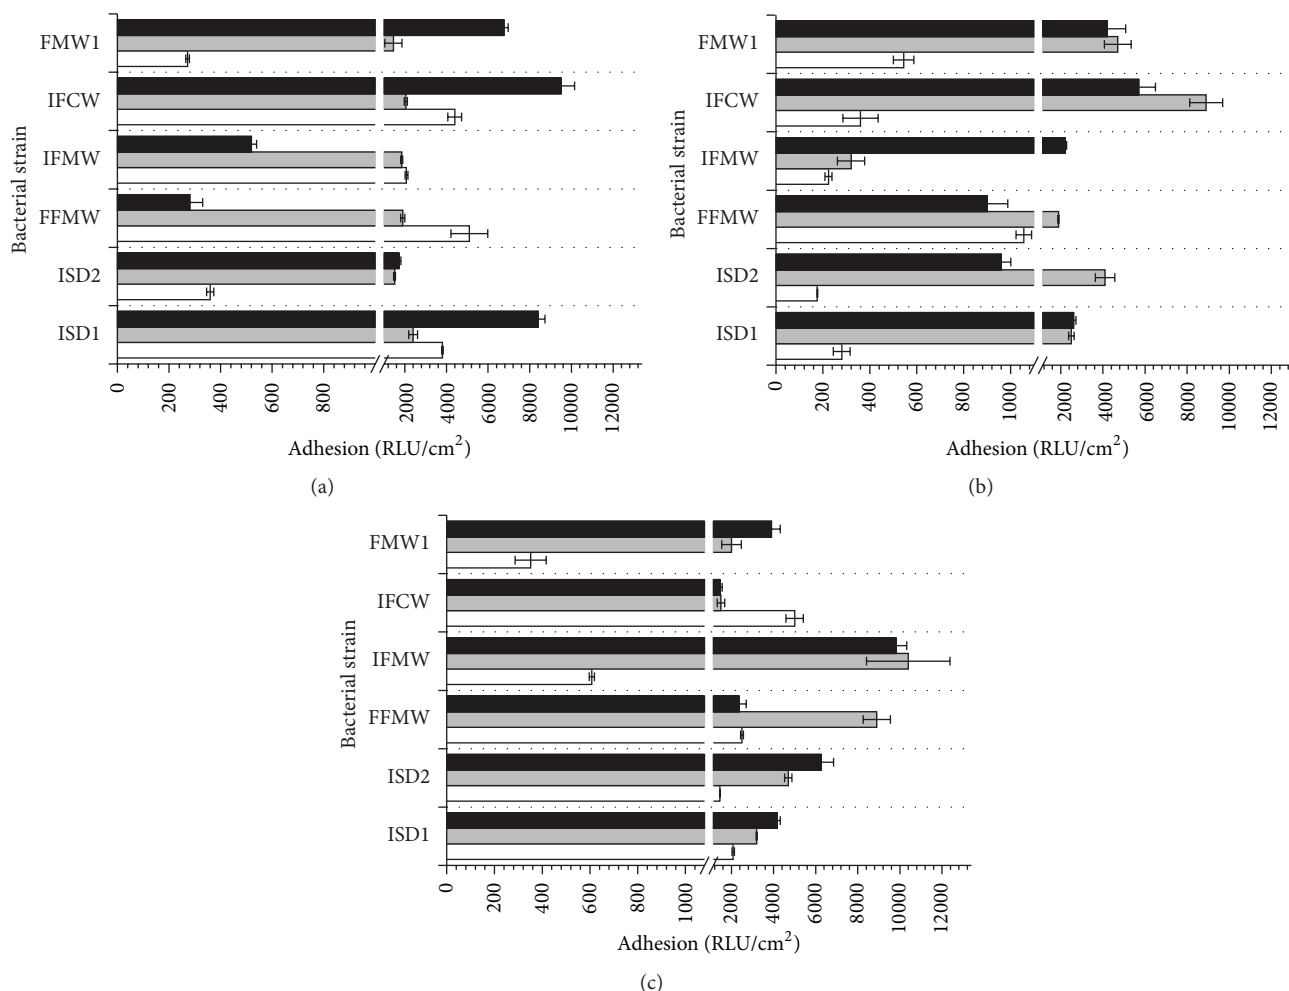 FMW1
IFCW
IFMW
FFMW
ISD2
ISD1
Bacterial strain
0
200
400
600
800
2000
4000
6000
8000
10000
12000
Adhesion (RLU/cm²)
(a)
FMW1
IFCW
IFMW
FFMW
ISD2
ISD1
Bacterial strain
0
200
400
600
800
1000
2000
4000
6000
8000
10000
12000
Adhesion (RLU/cm²)
(b)
FMW1
IFCW
IFMW
FFMW
ISD2
ISD1
Bacterial strain
0
200
400
600
800
1000
2000
4000
6000
8000
10000
12000
Adhesion (RLU/cm²)
(c)